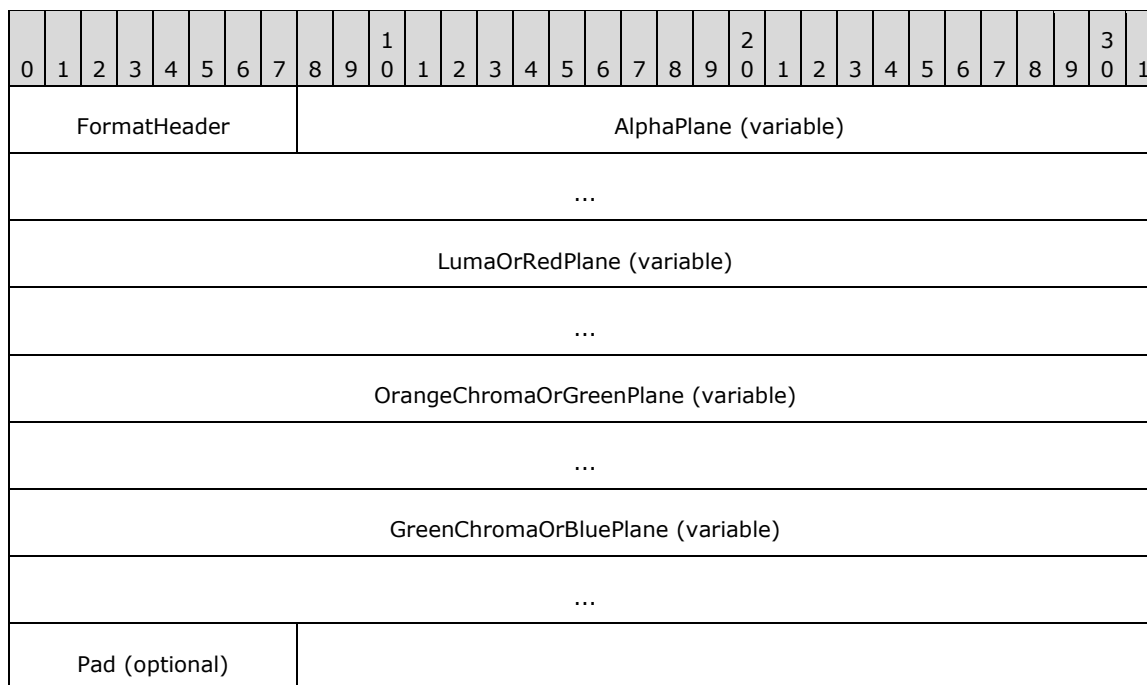 1 2 3
0 1 2 3 4 5 6 7 8 9 0 1 2 3 4 5 6 7 8 9 0 1 2 3 4 5 6 7 8 9 0 1
FormatHeader AlphaPlane (variable)
...
LumaOrRedPlane (variable)
...
OrangeChromaOrGreenPlane (variable)
...
GreenChromaOrBluePlane (variable)
...
Pad (optional)